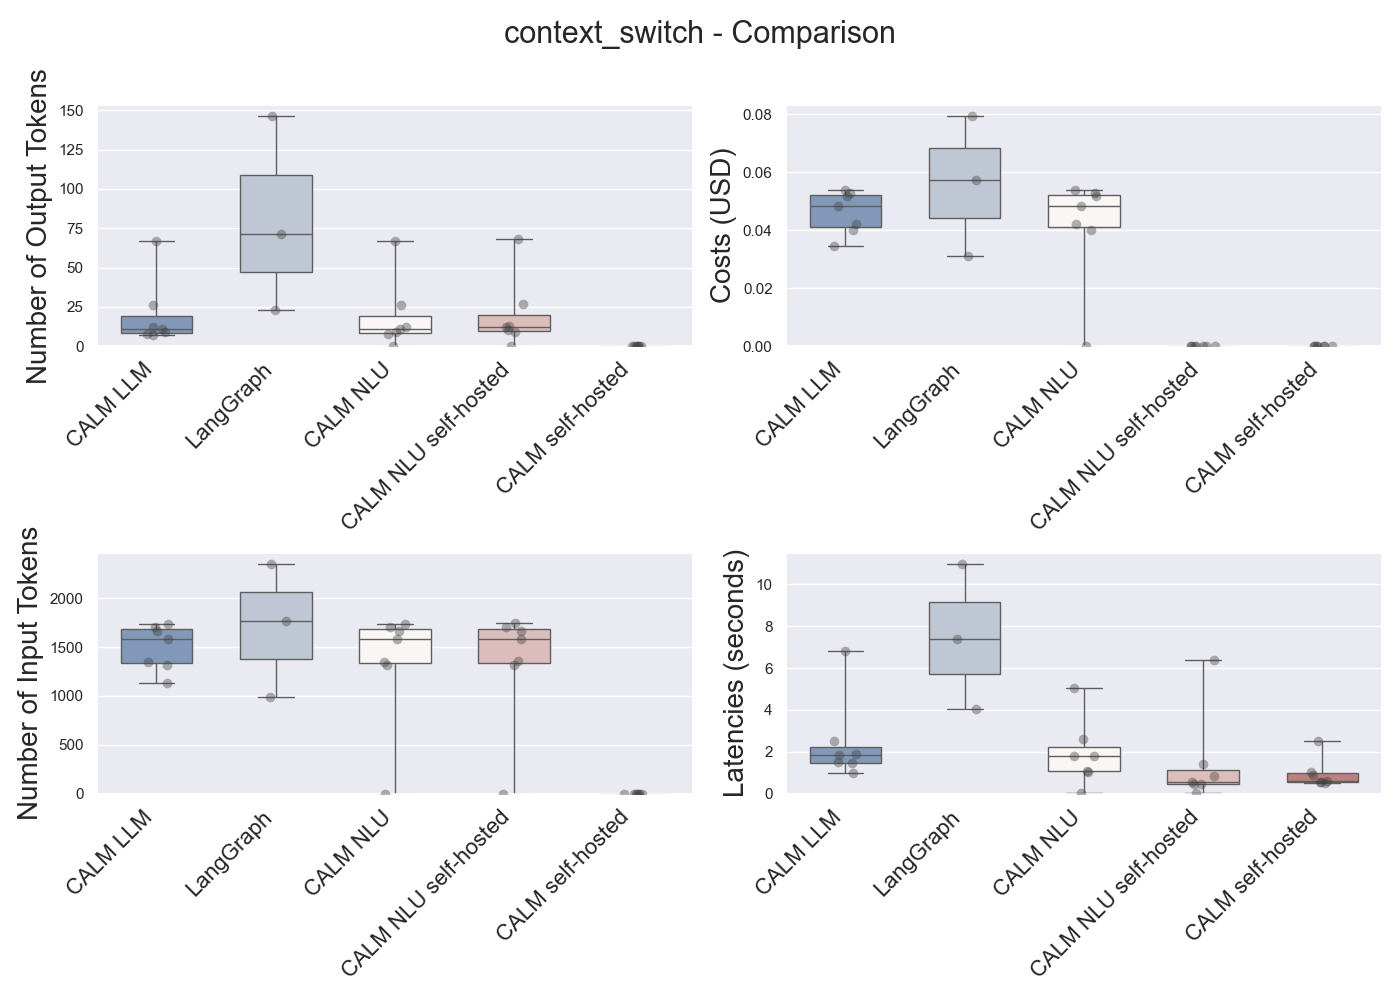 context_switch - Comparison
Number of Output Tokens
150
125
100
75
50
25
0
CALM LLM
LangGraph
CALM NLU
CALM NLU self-hosted
CALM self-hosted
Costs (USD)
0.08
0.06
0.04
0.02
0.00
CALM LLM
LangGraph
CALM NLU
CALM NLU self-hosted
CALM self-hosted
Number of Input Tokens
2000
1500
1000
500
0
CALM LLM
LangGraph
CALM NLU
CALM NLU self-hosted
CALM self-hosted
Latencies (seconds)
10
8
6
4
2
0
CALM LLM
LangGraph
CALM NLU
CALM NLU self-hosted
CALM self-hosted